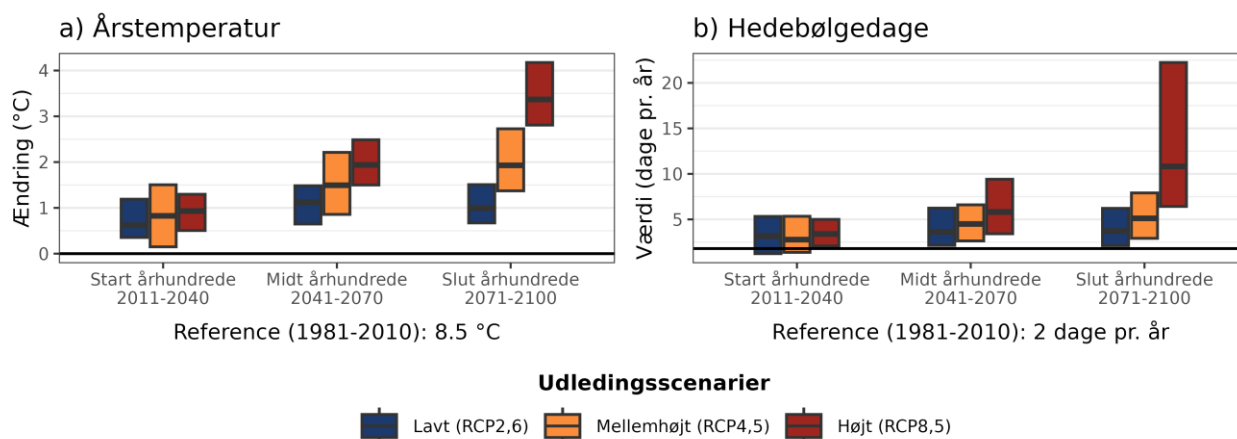 a) Årstemperatur
Ændring (°C)
4
3
2
1
0
Start århundrede
2011-2040
Midt århundrede
2041-2070
Slut århundrede
2071-2100
Reference (1981-2010): 8.5 °C
b) Hedebølgedage
Værdi (dage pr. år)
20
15
10
5
Start århundrede
2011-2040
Midt århundrede
2041-2070
Slut århundrede
2071-2100
Reference (1981-2010): 2 dage pr. år
Udledingsscenarier
Lavt (RCP2,6)
Mellemhøjt (RCP4,5)
Højt (RCP8,5)